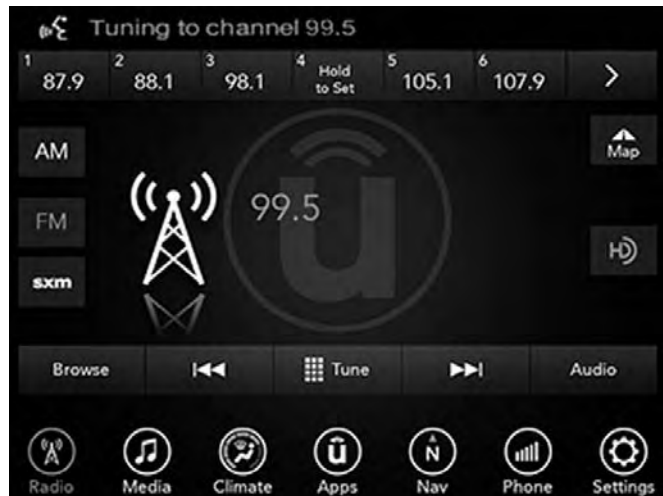 Tuning to channel 99.5
1 87.9 2 88.1 3 98.1 4 Hold to Set 5 105.1 6 107.9
AM
Map
99.5
FM
HD
sxm
Browse Tune Audio
Radio Media Climate Apps Nav Phone Settings